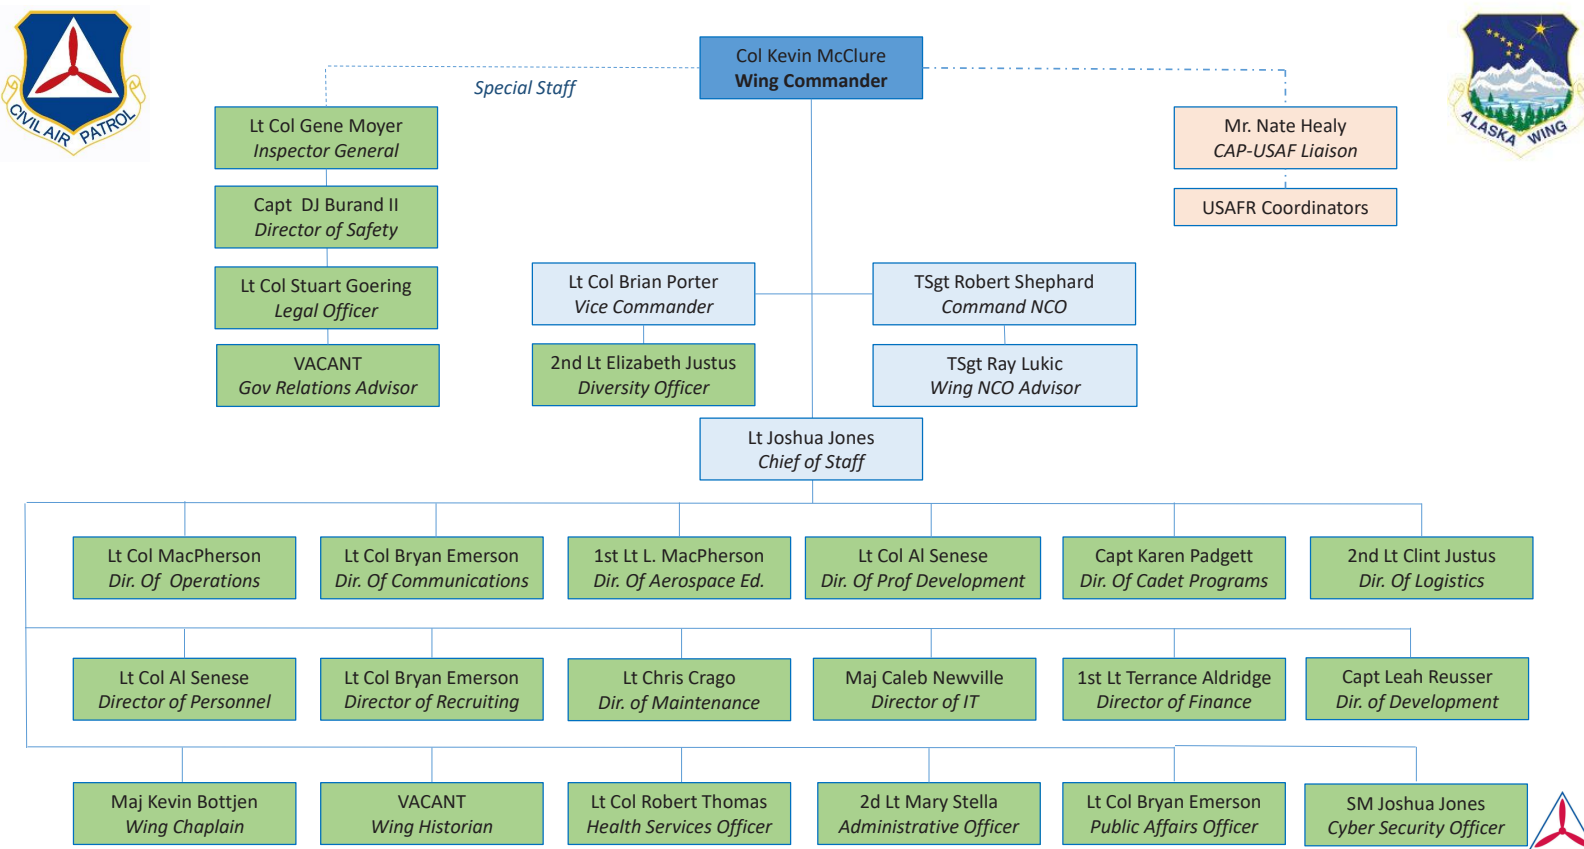 CIVIL AIR PATROL
Col Kevin McClure
Wing Commander
Special Staff
ALASKA WING
Lt Col Gene Moyer
Inspector General
Mr. Nate Healy
CAP-USAF Liaison
Capt  DJ Burand II
Director of Safety
USAFR Coordinators
Lt Col Stuart Goering
Legal Officer
Lt Col Brian Porter
Vice Commander
TSgt Robert Shephard
Command NCO
VACANT
Gov Relations Advisor
2nd Lt Elizabeth Justus
Diversity Officer
TSgt Ray Lukic
Wing NCO Advisor
Lt Joshua Jones
Chief of Staff
Lt Col MacPherson
Dir. Of  Operations
Lt Col Bryan Emerson
Dir. Of Communications
1st Lt L. MacPherson
Dir. Of Aerospace Ed.
Lt Col Al Senese
Dir. Of Prof Development
Capt Karen Padgett
Dir. Of Cadet Programs
2nd Lt Clint Justus
Dir. Of Logistics
Lt Col Al Senese
Director of Personnel
Lt Col Bryan Emerson
Director of Recruiting
Lt Chris Crago
Dir. of Maintenance
Maj Caleb Newville
Director of IT
1st Lt Terrance Aldridge
Director of Finance
Capt Leah Reusser
Dir. of Development
Maj Kevin Bottjen
Wing Chaplain
VACANT
Wing Historian
Lt Col Robert Thomas
Health Services Officer
2d Lt Mary Stella
Administrative Officer
Lt Col Bryan Emerson
Public Affairs Officer
SM Joshua Jones
Cyber Security Officer